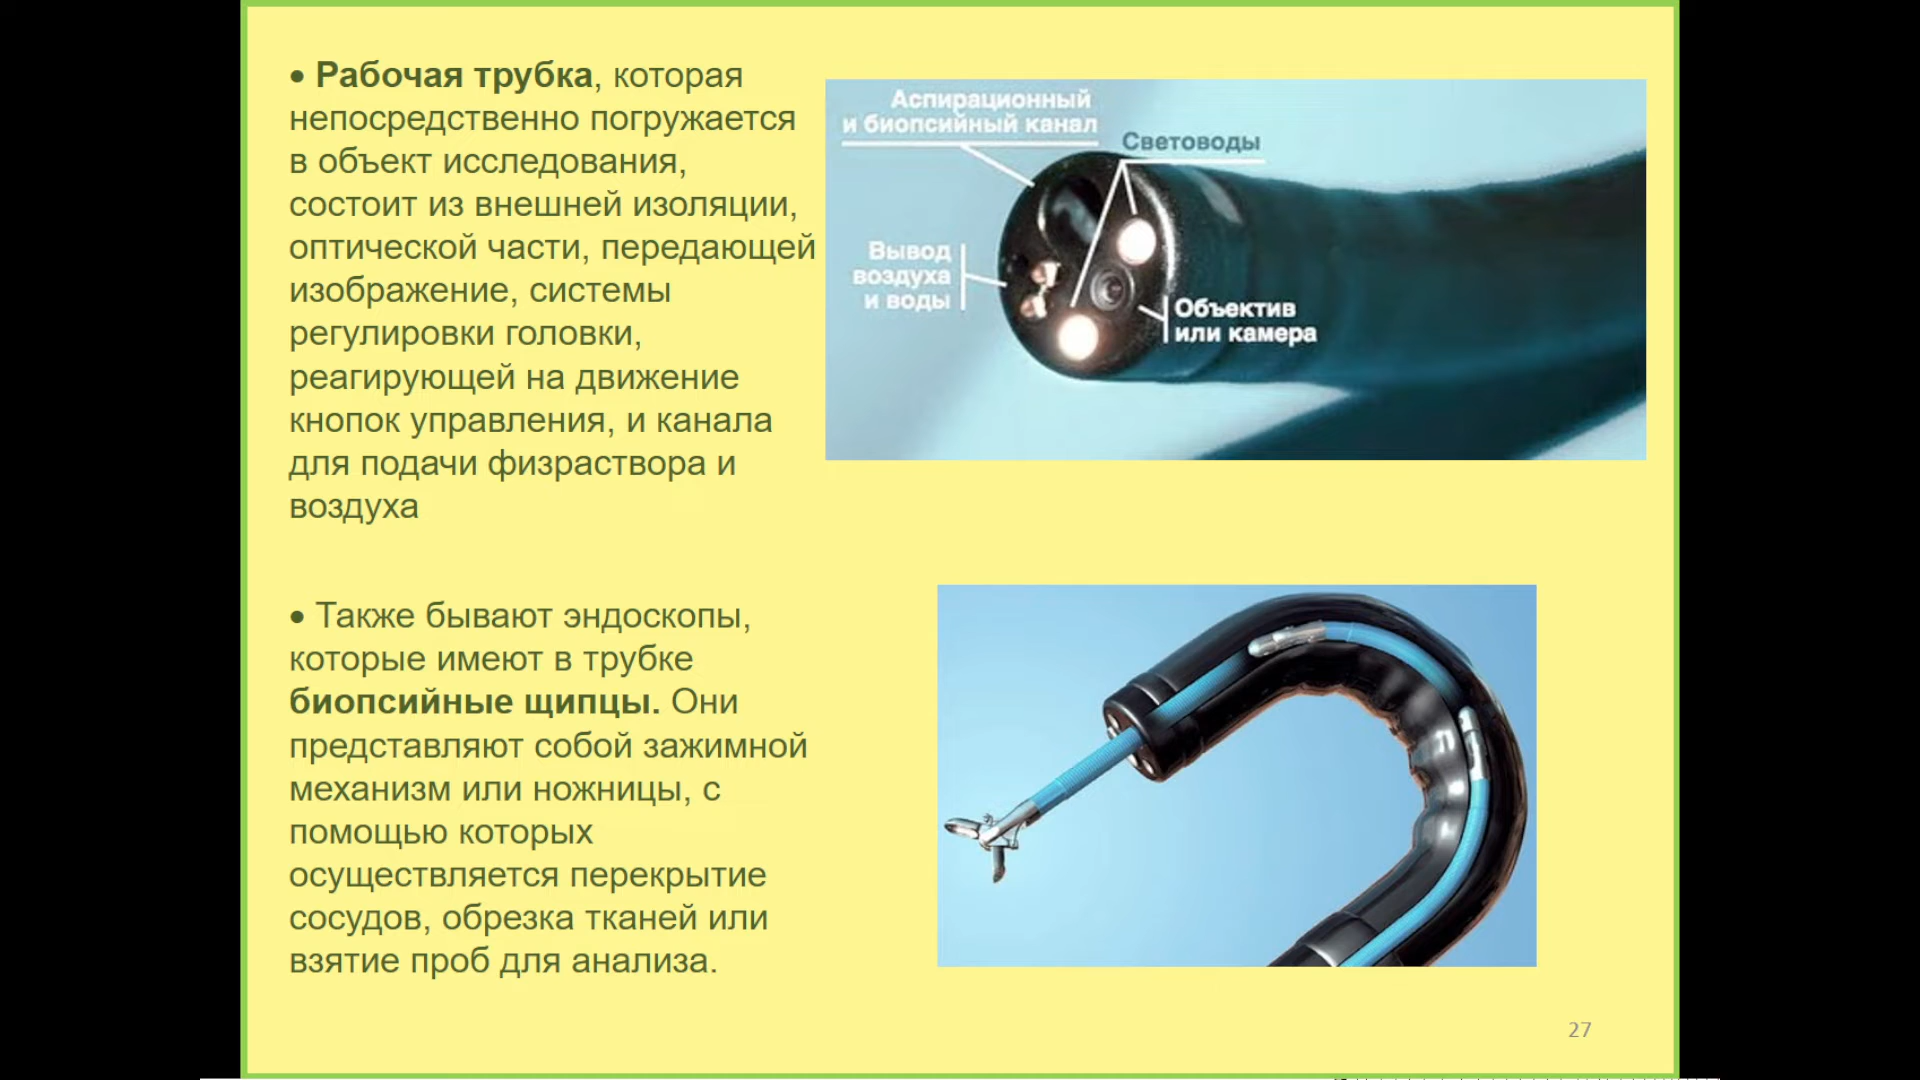 • Рабочая трубка, которая
непосредственно погружается
в объект исследования,
состоит из внешней изоляции,
оптической части, передающей
изображение, системы
регулировки головки,
реагирующей на движение
кнопок управления, и канала
для подачи физраствора и
воздуха
Аспирационный
и биопсийный канал
Световоды
Вывод
воздуха
и воды
Объектив
или камера
• Также бывают эндоскопы,
которые имеют в трубке
биопсийные щипцы. Они
представляют собой зажимной
механизм или ножницы, с
помощью которых
осуществляется перекрытие
сосудов, обрезка тканей или
взятие проб для анализа.
27